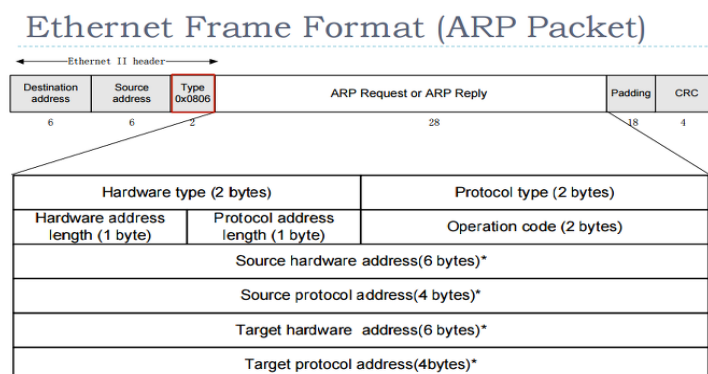 Ethernet Frame Format (ARP Packet)
Ethernet II header
Destination
address
Source
address
Type
0x0806
ARP Request or ARP Reply
Padding
CRC
6
6
2
28
18
4
Hardware type (2 bytes)
Protocol type (2 bytes)
Hardware address
length (1 byte)
Protocol address
length (1 byte)
Operation code (2 bytes)
Source hardware address(6 bytes)*
Source protocol address(4 bytes)*
Target hardware address(6 bytes)*
Target protocol address(4bytes)*